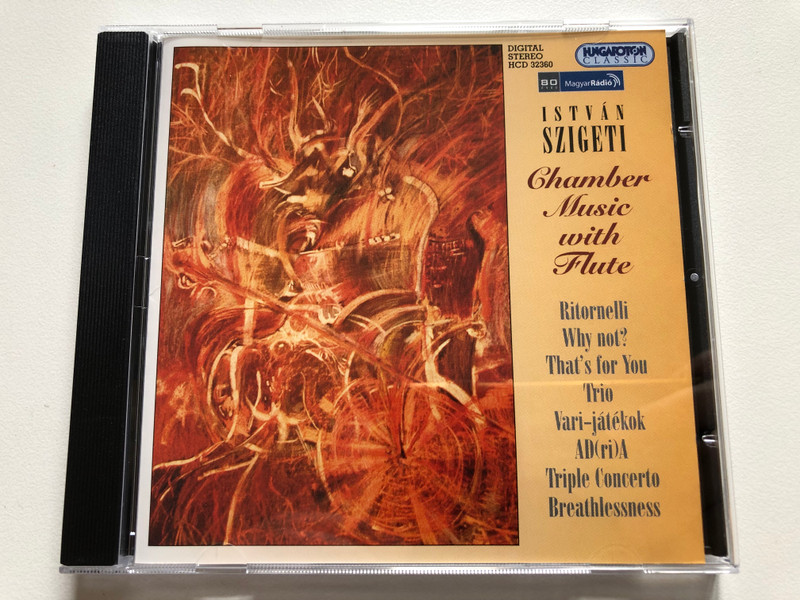 DIGITAL
STEREO
HCD 32360
HUNGAROTON
CLASSIC
80
MagyarRádió
ISTVÁN
SZIGETI
Chamber
Music
with
Flute
Ritornelli
Why not?
That's for You
Trio
Vari-játékok
AD(ri)A
Triple Concerto
Breathlessness